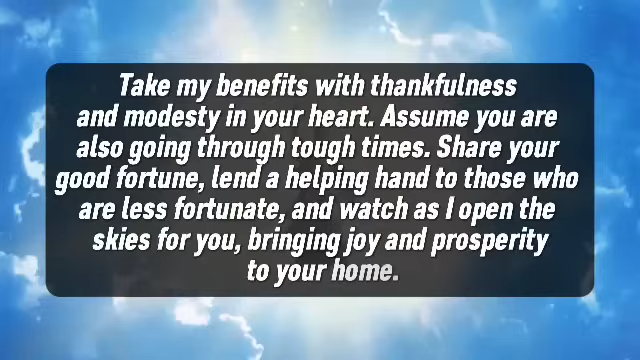 Take my benefits with thankfulness
and modesty in your heart. Assume you are
also going through tough times. Share your
good fortune, lend a helping hand to those who
are less fortunate, and watch as I open the
skies for you, bringing joy and prosperity
to your home.